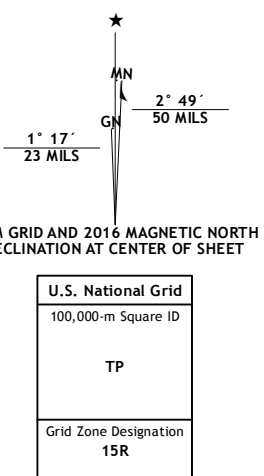 ★
MN
GN
2° 49´
50 MILS
1° 17´
23 MILS
M GRID AND 2016 MAGNETIC NORTH
ECLINATION AT CENTER OF SHEET
U.S. National Grid
100,000-m Square ID
TP
Grid Zone Designation
15R